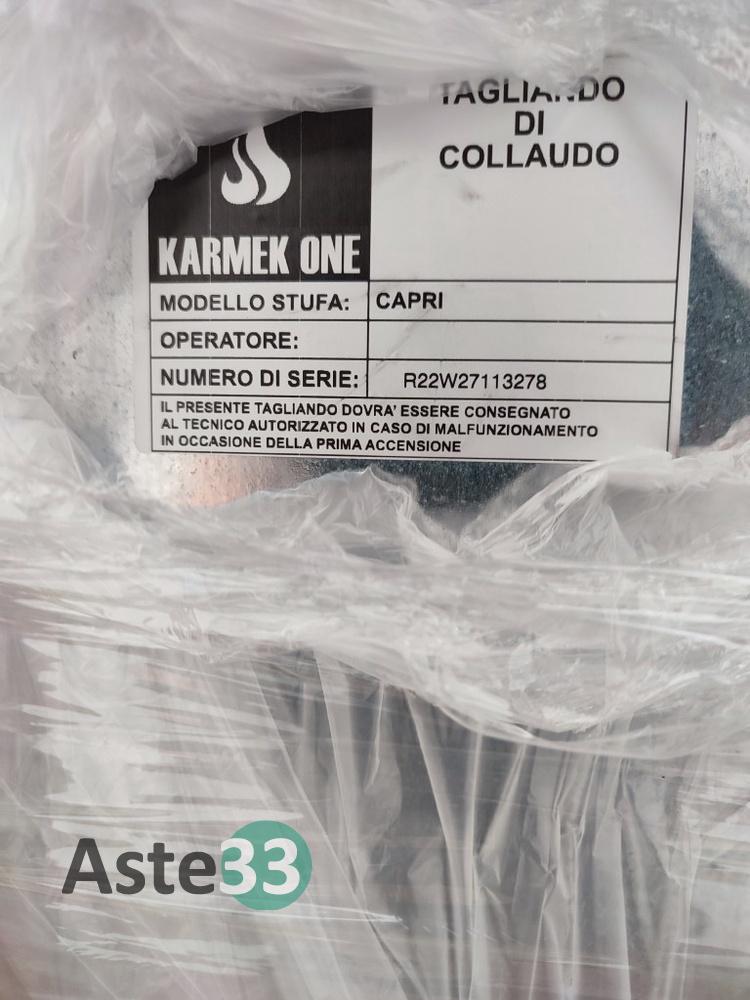 TAGLIANDO
DI
COLLAUDO
KARMEK ONE
MODELLO STUFA: CAPRI
OPERATORE:
NUMERO DI SERIE: R22W27113278
IL PRESENTE TAGLIANDO DOVRA' ESSERE CONSEGNATO
AL TECNICO AUTORIZZATO IN CASO DI MALFUNZIONAMENTO
IN OCCASIONE DELLA PRIMA ACCENSIONE
Aste33